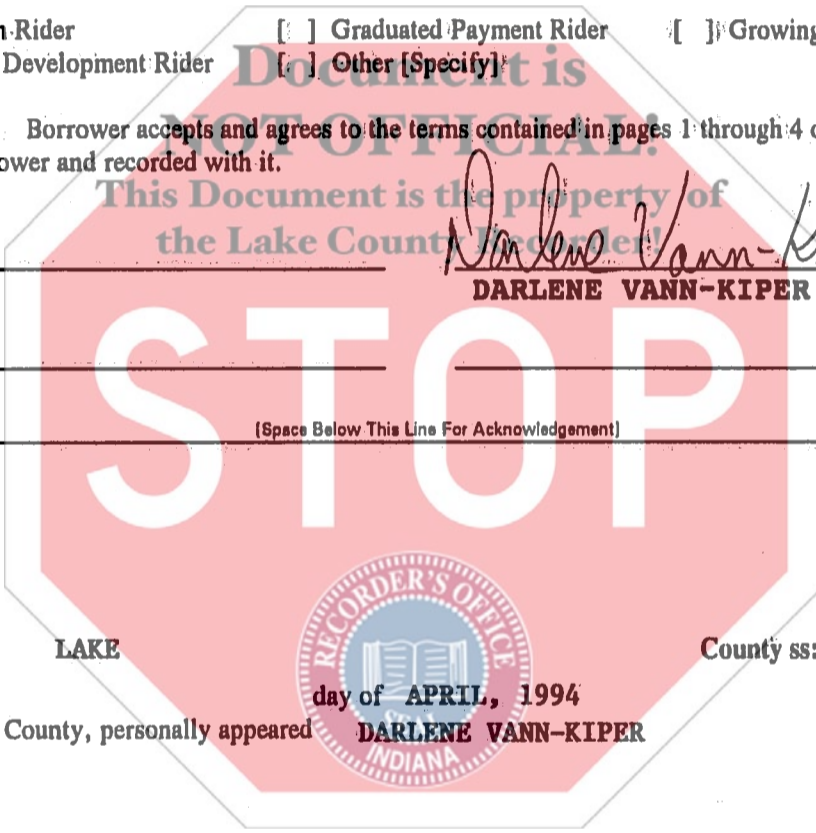 Rider [ ] Graduated Payment Rider [ ] Growing
Development Rider [ ] Other [Specify]
Document is
NOT OFFICIAL!
Borrower accepts and agrees to the terms contained in pages 1 through 4
and recorded with it.
This Document is the property of
the Lake County Recorder!
Darlene Vann-K
DARLENE VANN-KIPER
STOP
(Space Below This Line For Acknowledgement)
RECORDER'S OFFICE
LAKE County ss:
day of APRIL, 1994
SEAL
County, personally appeared DARLENE VANN-KIPER
INDIANA